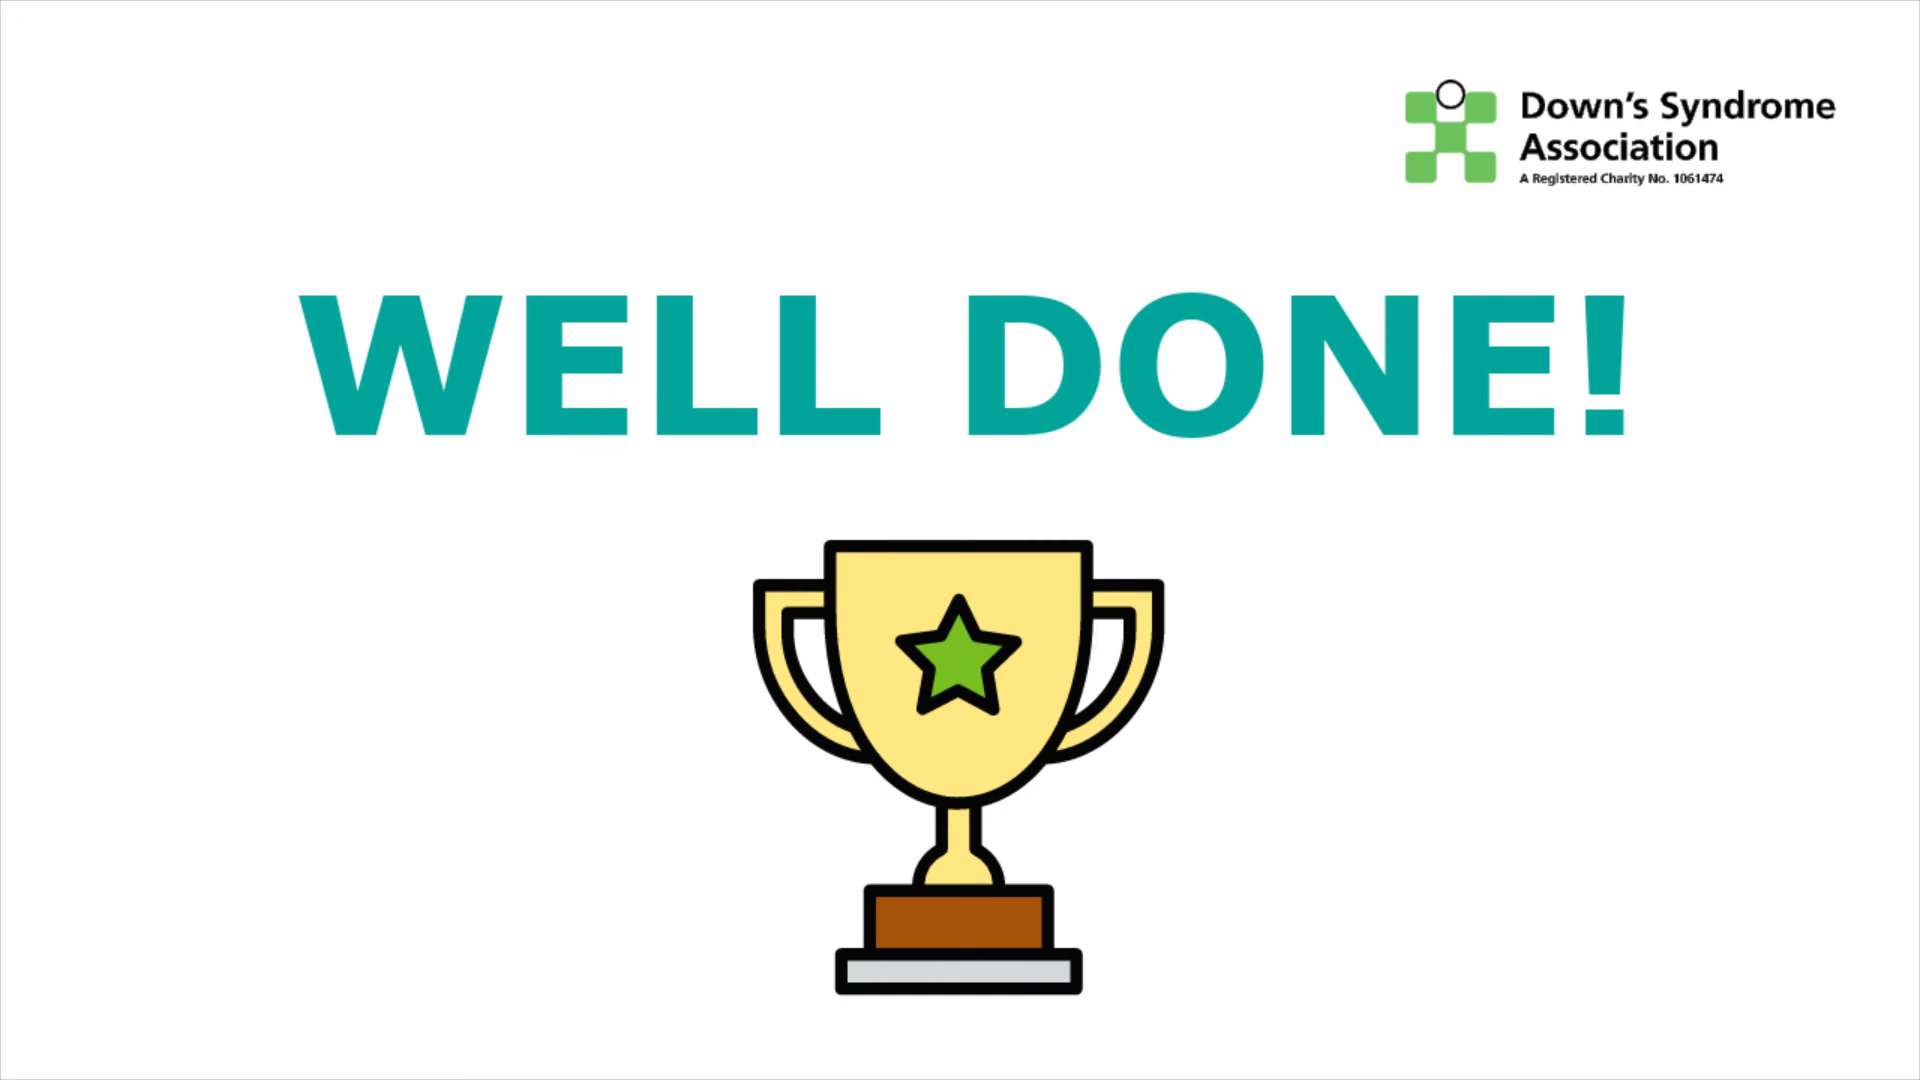 Down's Syndrome
Association
A Registered Charity No. 1061474
WELL DONE!